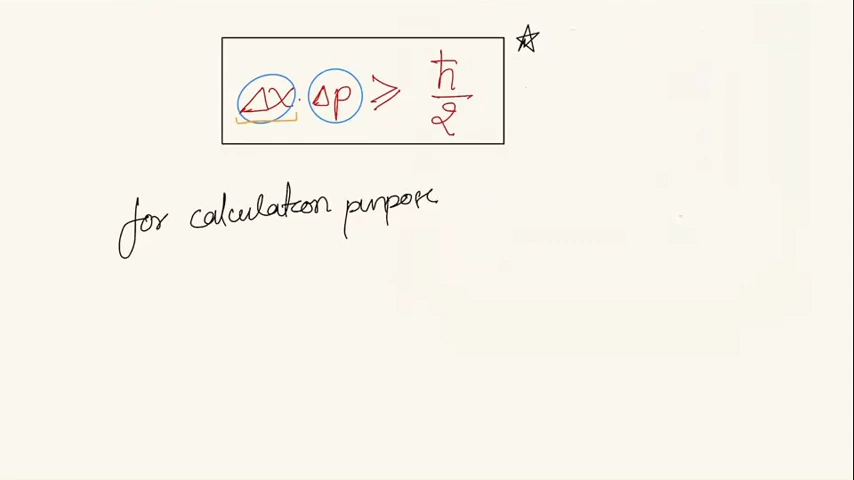 Δx · Δp ≥ ħ/2
for calculation purpose